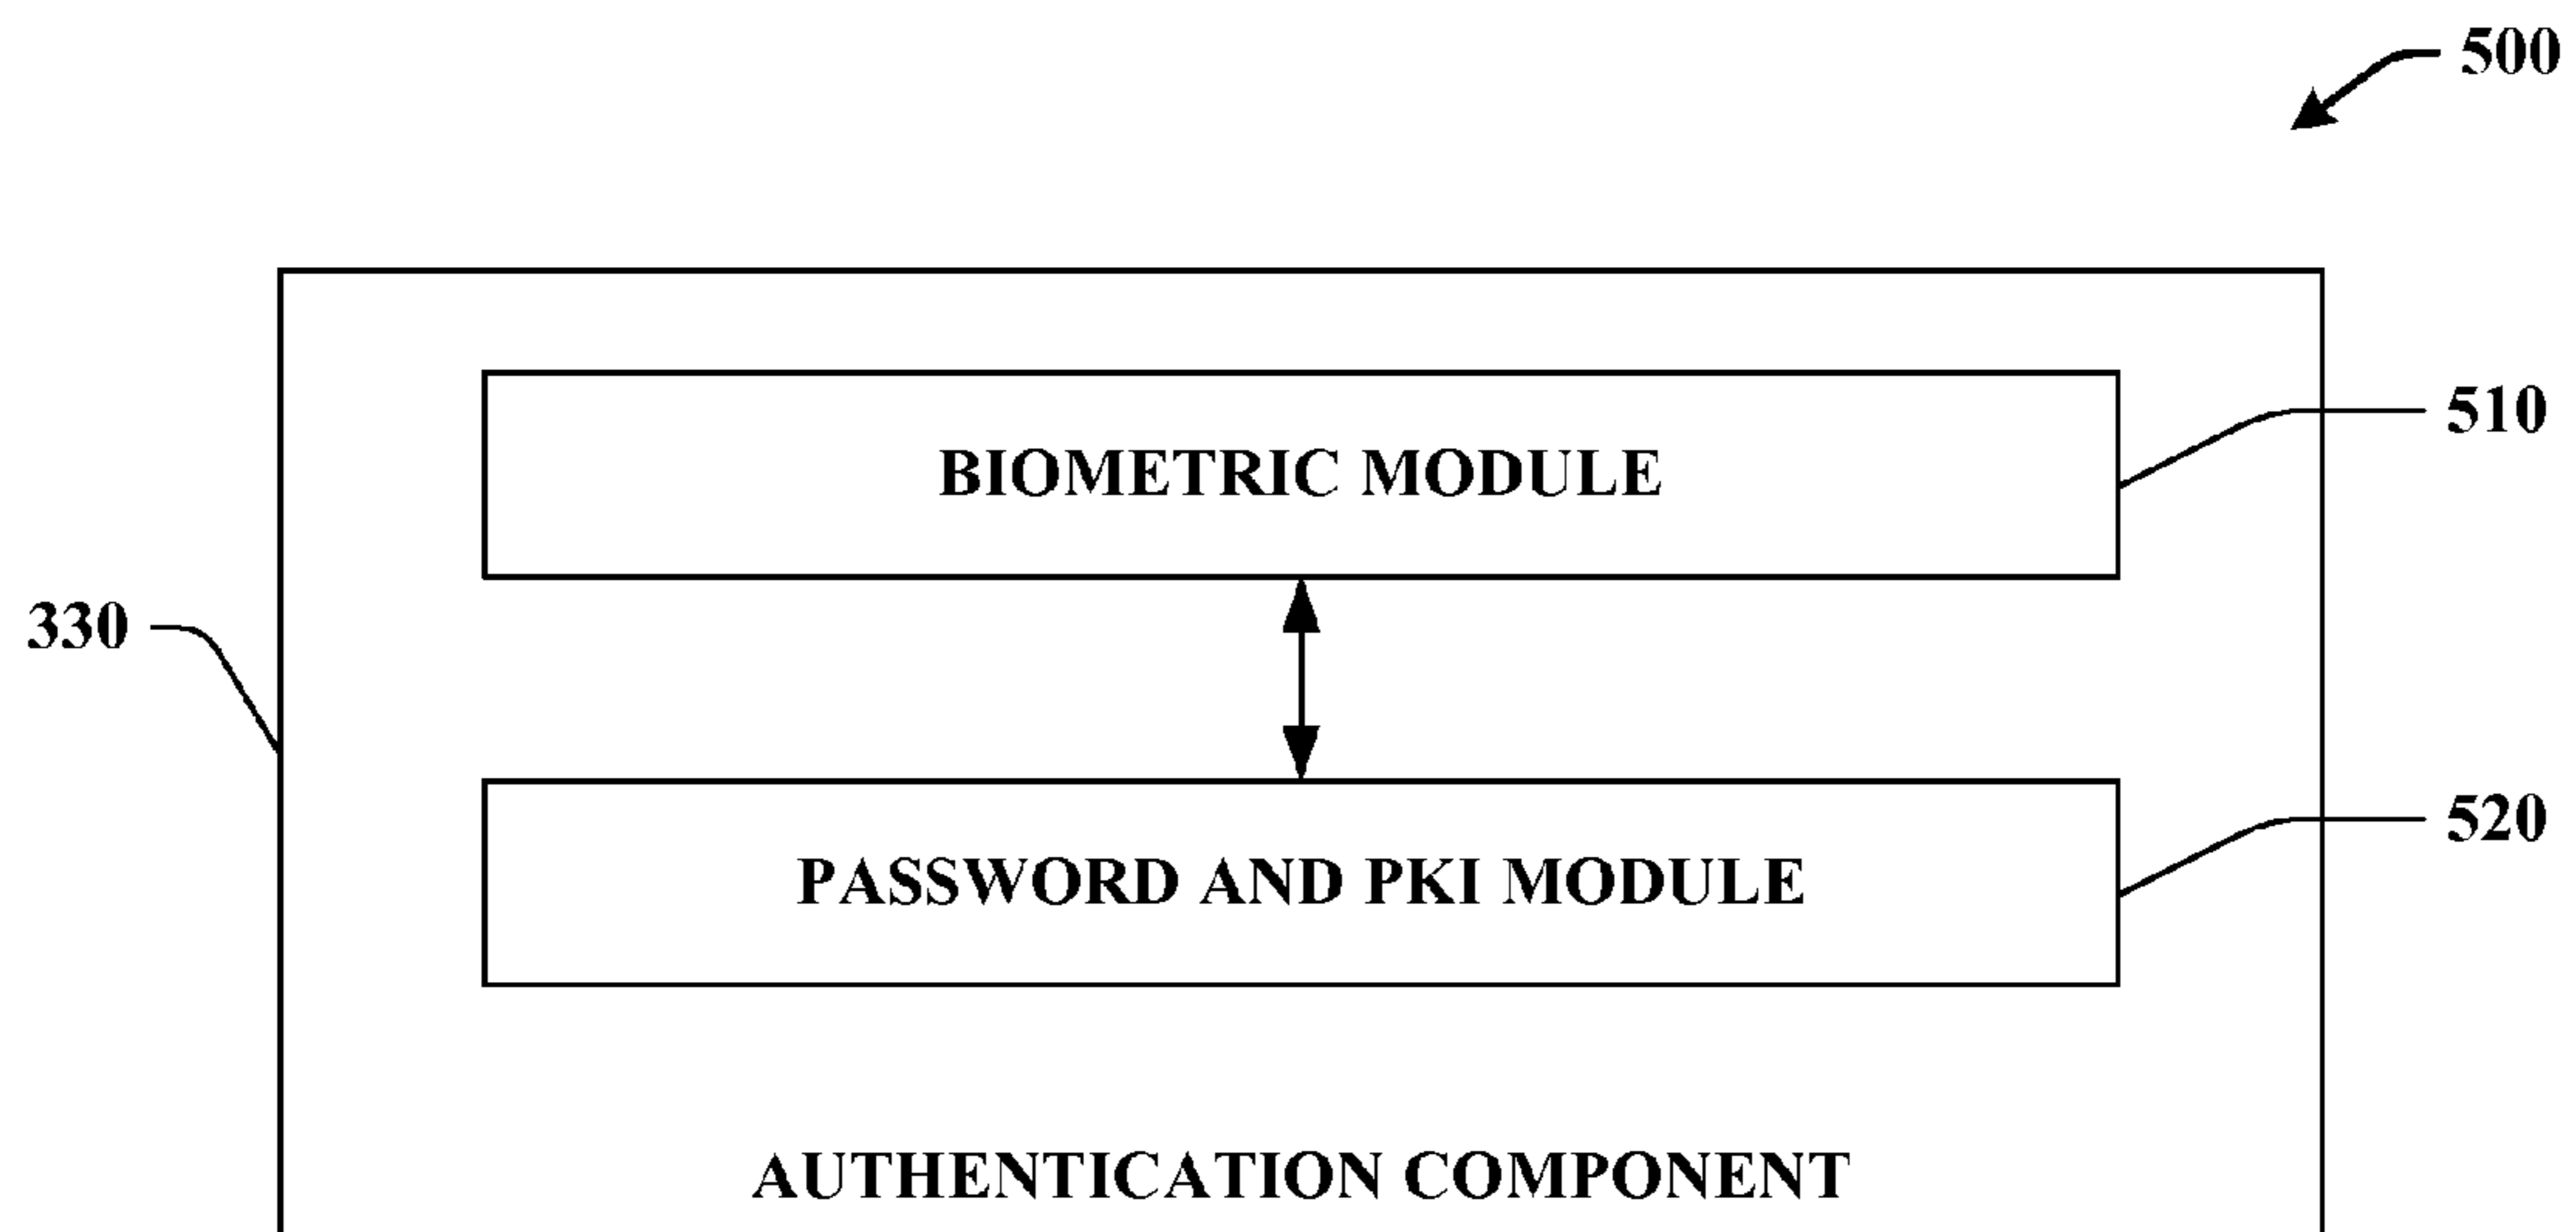 500
BIOMETRIC MODULE
510
330
PASSWORD AND PKI MODULE
520
AUTHENTICATION COMPONENT